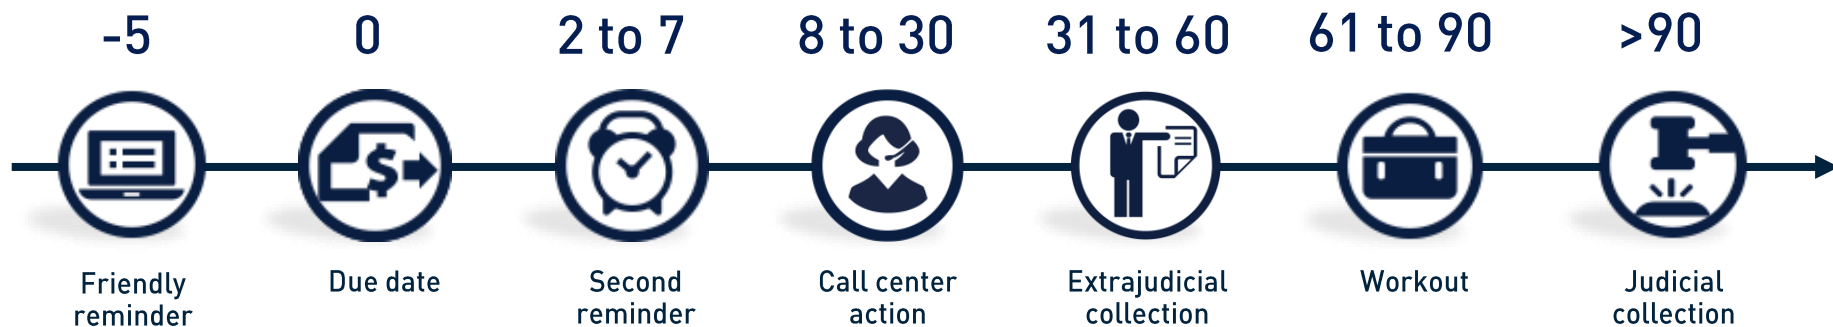 -5
0
2 to 7
8 to 30
31 to 60
61 to 90
>90
$
Friendly
reminder
Due date
Second
reminder
Call center
action
Extrajudicial
collection
Workout
Judicial
collection